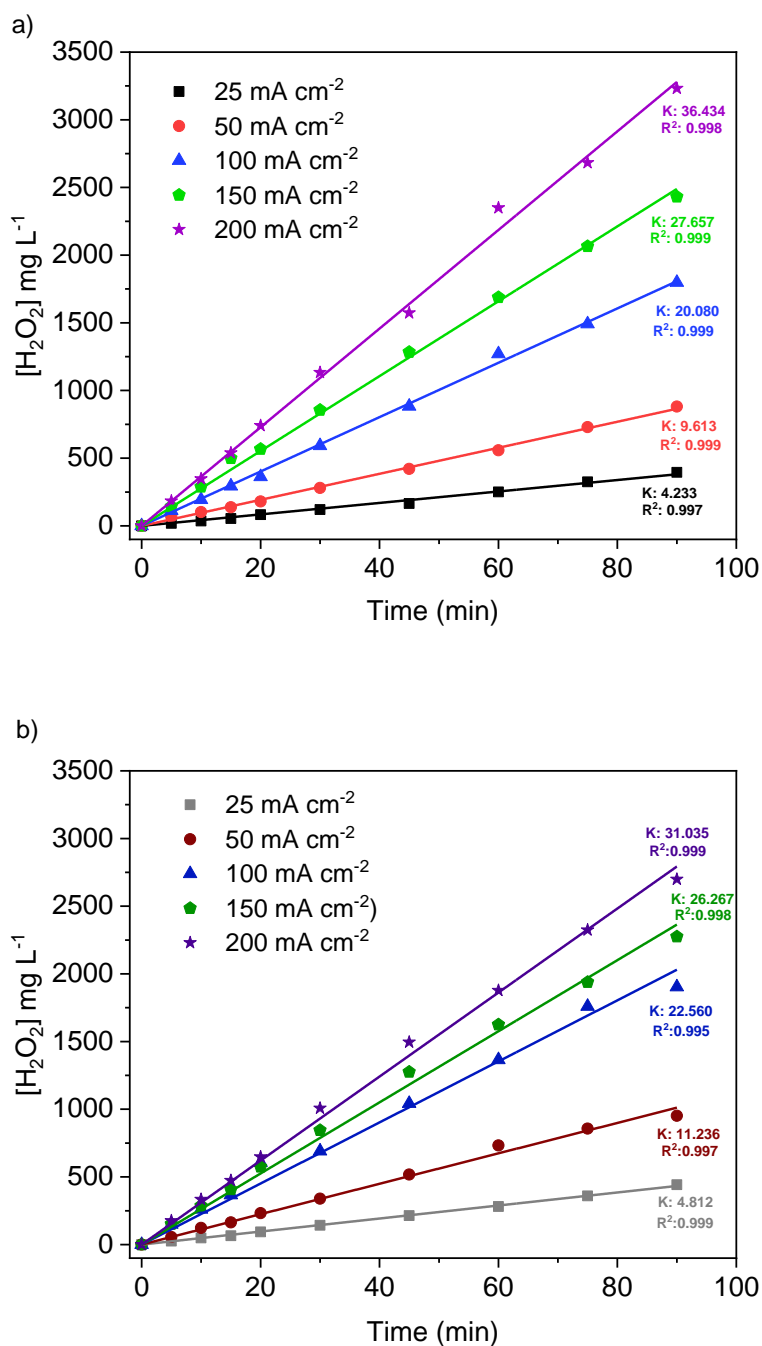 a)
3500
3000
2500
2000
1500
1000
500
0
[H₂O₂] mg L⁻¹
25 mA cm⁻²
50 mA cm⁻²
100 mA cm⁻²
150 mA cm⁻²
200 mA cm⁻²
K: 36.434
R²: 0.998
K: 27.657
R²: 0.999
K: 20.080
R²: 0.999
K: 9.613
R²: 0.999
K: 4.233
R²: 0.997
0 20 40 60 80 100
Time (min)
b)
3500
3000
2500
2000
1500
1000
500
0
[H₂O₂] mg L⁻¹
25 mA cm⁻²
50 mA cm⁻²
100 mA cm⁻²
150 mA cm⁻²)
200 mA cm⁻²
K: 31.035
R²:0.999
K: 26.267
R²:0.998
K: 22.560
R²:0.995
K: 11.236
R²:0.997
K: 4.812
R²:0.999
0 20 40 60 80 100
Time (min)